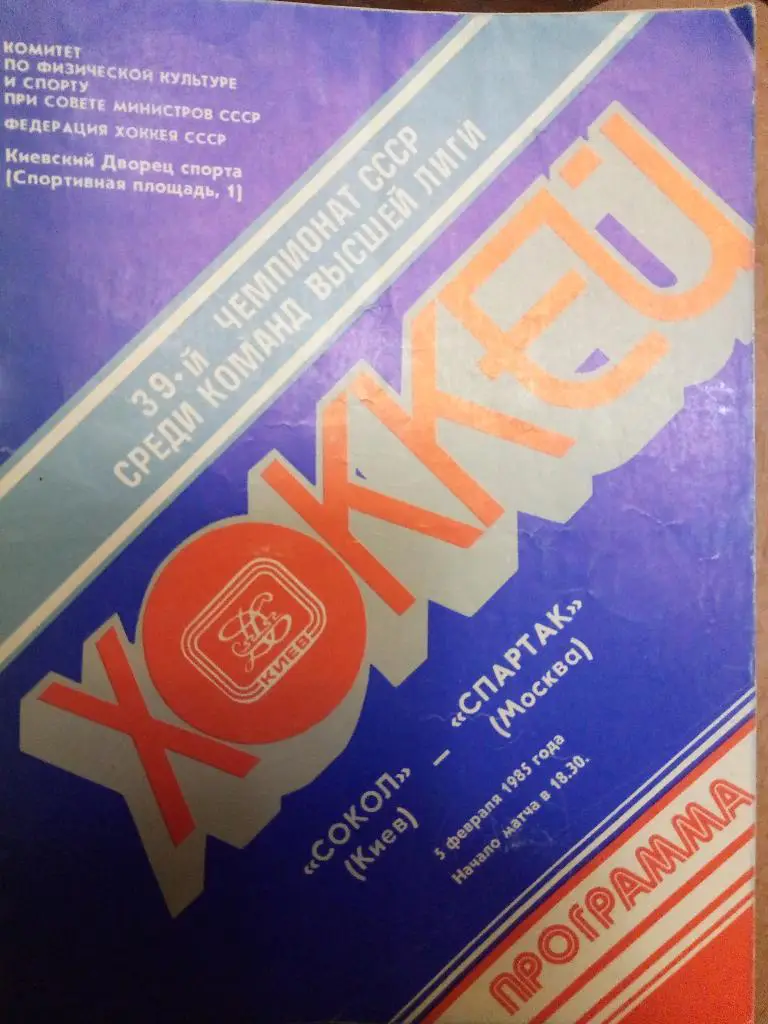 КОМИТЕТ
ПО ФИЗИЧЕСКОЙ КУЛЬТУРЕ
И СПОРТУ
ПРИ СОВЕТЕ МИНИСТРОВ СССР
ФЕДЕРАЦИЯ ХОККЕЯ СССР
Киевский Дворец спорта
(Спортивная площадь, 1)
39-й ЧЕМПИОНАТ СССР
СРЕДИ КОМАНД ВЫСШЕЙ ЛИГИ
ХОККЕЙ
КИЕВ
«СОКОЛ» — «СПАРТАК»
(Киев) (Москва)
5 февраля 1985 года
Начало матча в 18.30.
ПРОГРАММА